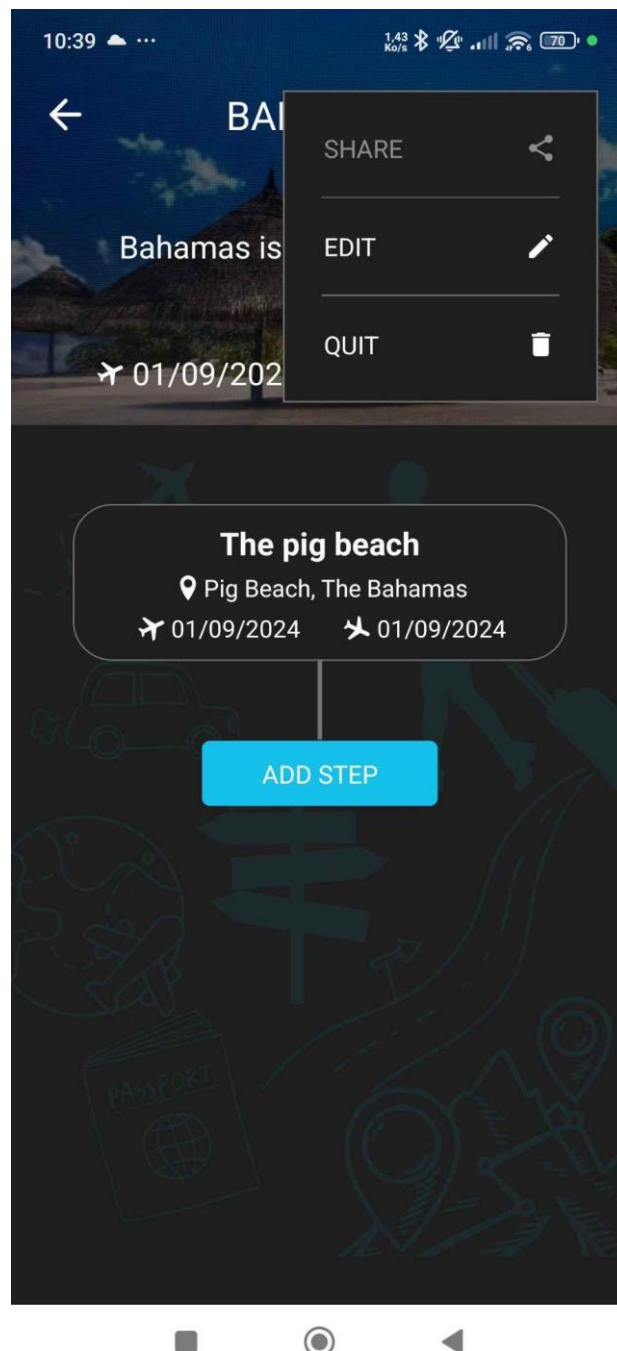 10:39 ...
1,43
Ko/s
70
BAI
SHARE
Bahamas is
EDIT
QUIT
01/09/202
The pig beach
Pig Beach, The Bahamas
01/09/2024 01/09/2024
ADD STEP
PASSPORT